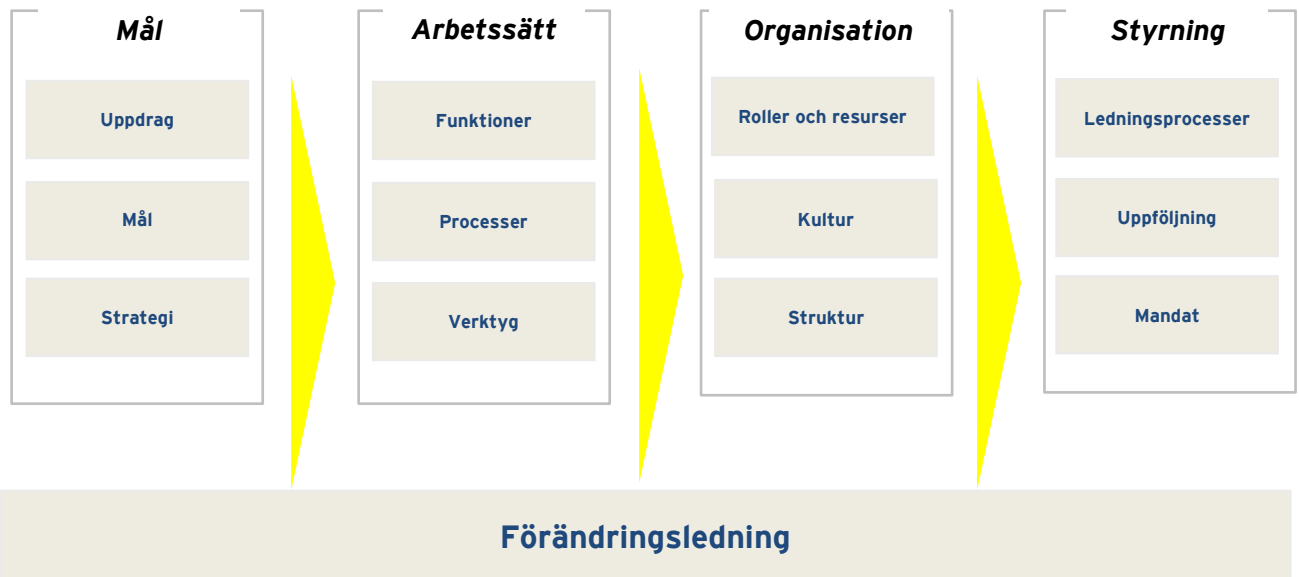 Mål
Uppdrag
Mål
Strategi
Arbetssätt
Funktioner
Processer
Verktyg
Organisation
Roller och resurser
Kultur
Struktur
Styrning
Ledningsprocesser
Uppföljning
Mandat
Förändringsledning